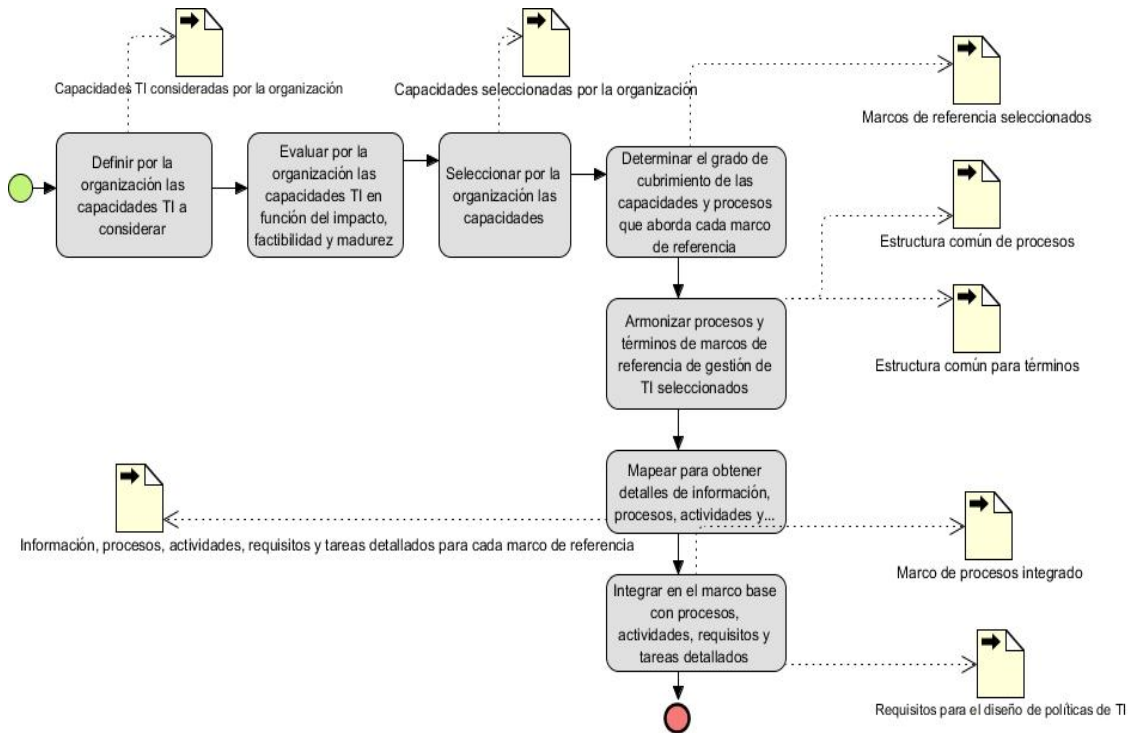 Capacidades TI consideradas por la organización
Capacidades seleccionadas por la organización
Marcos de referencia seleccionados
Definir por la
organización las
capacidades TI a
considerar
Evaluar por la
organización las
capacidades TI en
función del impacto,
factibilidad y madurez
Seleccionar por la
organización las
capacidades
Determinar el grado de
cubrimiento de las
capacidades y procesos
que aborda cada marco
de referencia
Estructura común de procesos
Armonizar procesos y
términos de marcos de
referencia de gestión de
TI seleccionados
Estructura común para términos
Mapear para obtener
detalles de información,
procesos, actividades y...
Información, procesos, actividades, requisitos y tareas detallados para cada marco de referencia
Marco de procesos integrado
Integrar en el marco base
con procesos,
actividades, requisitos y
tareas detallados
Requisitos para el diseño de políticas de TI